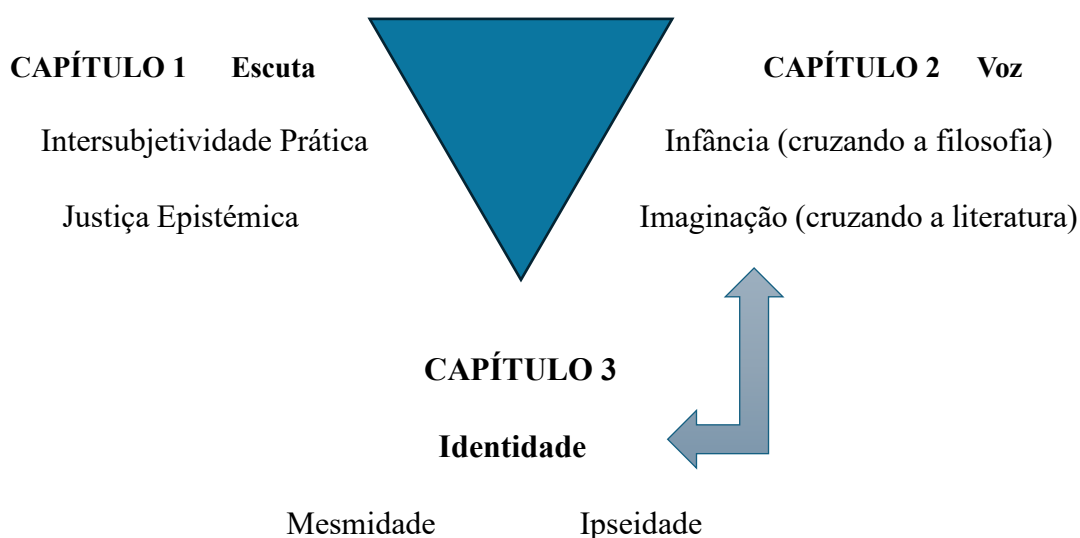 CAPÍTULO 1 Escuta
Intersubjetividade Prática
Justiça Epistémica
CAPÍTULO 2 Voz
Infância (cruzando a filosofia)
Imaginação (cruzando a literatura)
CAPÍTULO 3
Identidade
Mesmidade Ipseidade